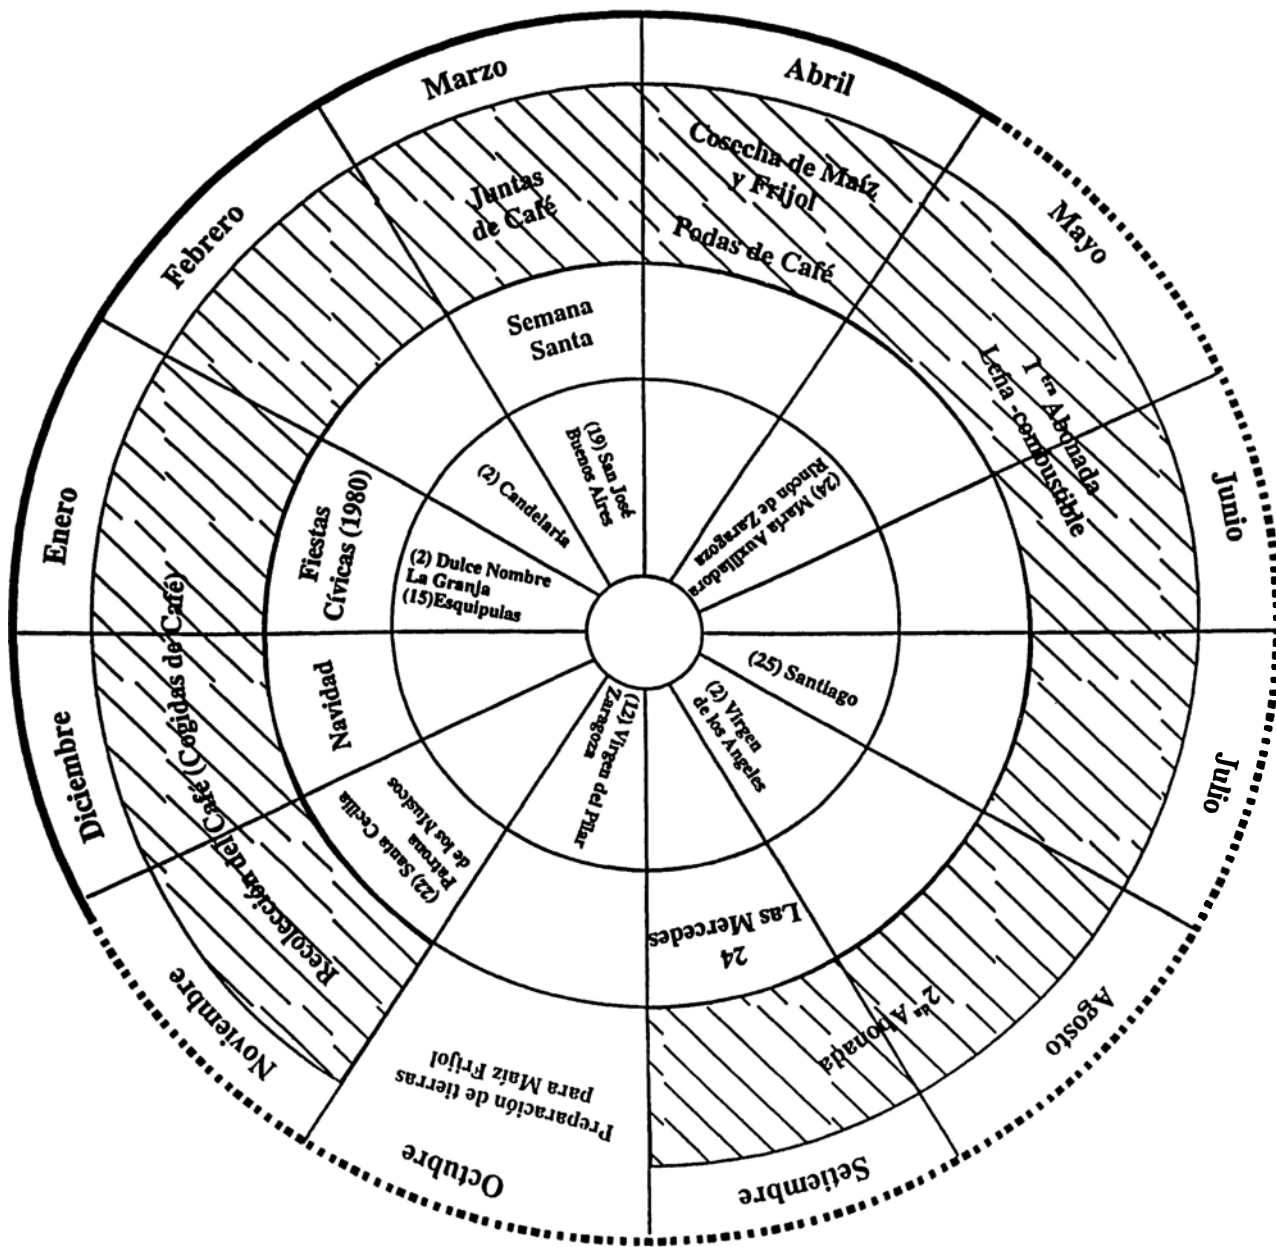 Enero
Febrero
Marzo
Abril
Mayo
Junio
Julio
Agosto
Setiembre
Octubre
Noviembre
Diciembre
Juntas
de Café
Cosecha de Maíz
y Frijol
Podas de Café
1 era Abonada
Leña -combustible
2da Abonada
Preparación de tierras
para Maíz Frijol
Recolección del Café (Cogidas de Café)
Fiestas
Cívicas (1980)
Semana
Santa
Las Mercedes
24
(22) Santa Cecilia
Patrona
de los Musicos
Navidad
(2) Dulce Nombre
La Granja
(15)Esquipulas
(2) Candelaria
(19) San José
Buenos Aires
(24) María Auxiliadora
Rincón de Zaragoza
(25) Santiago
(2) Virgen
de los Angeles
(12) Virgen del Pilar
Zaragoza